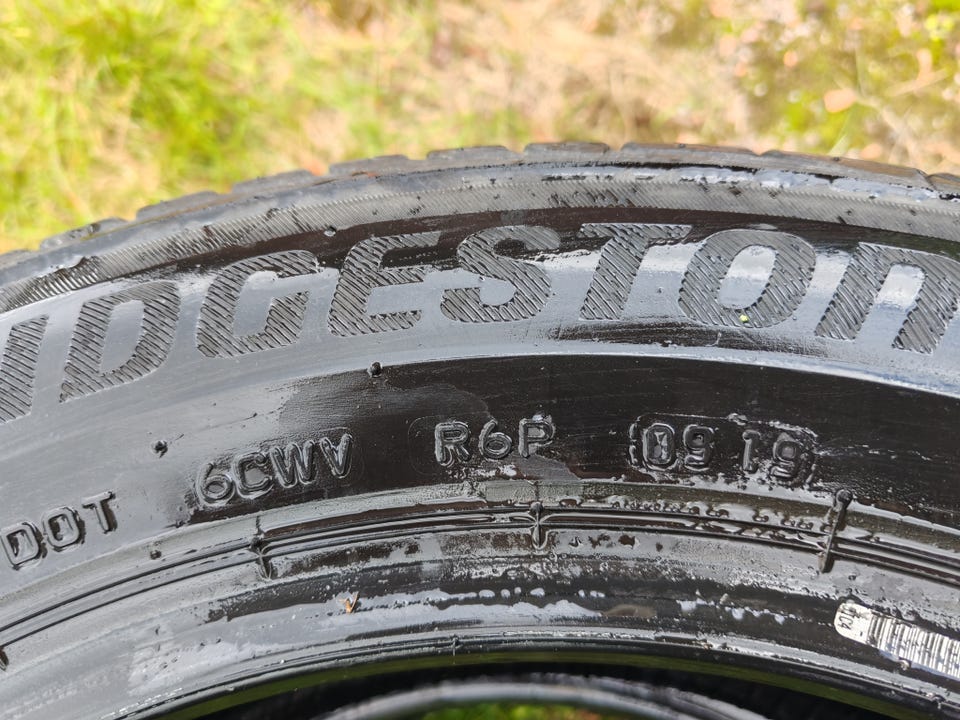 IDGESTON
DOT 6CWV R6P 0919